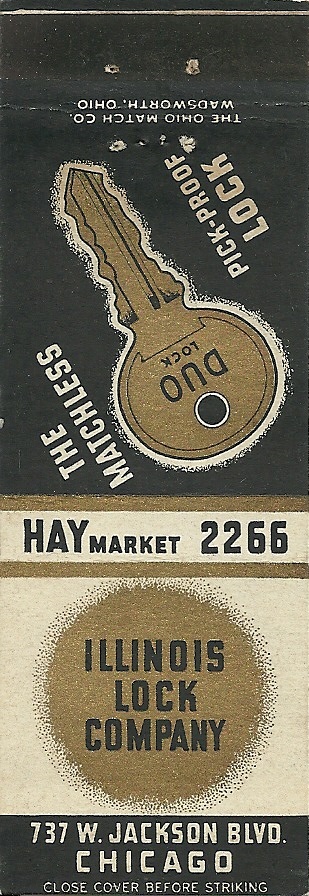 THE OHIO MATCH CO.
WADSWORTH, OHIO
THE
MATCHLESS
PICK-PROOF
LOCK
DUO
LOCK
HAYMARKET 2266
ILLINOIS
LOCK
COMPANY
737 W. JACKSON BLVD.
CHICAGO
CLOSE COVER BEFORE STRIKING